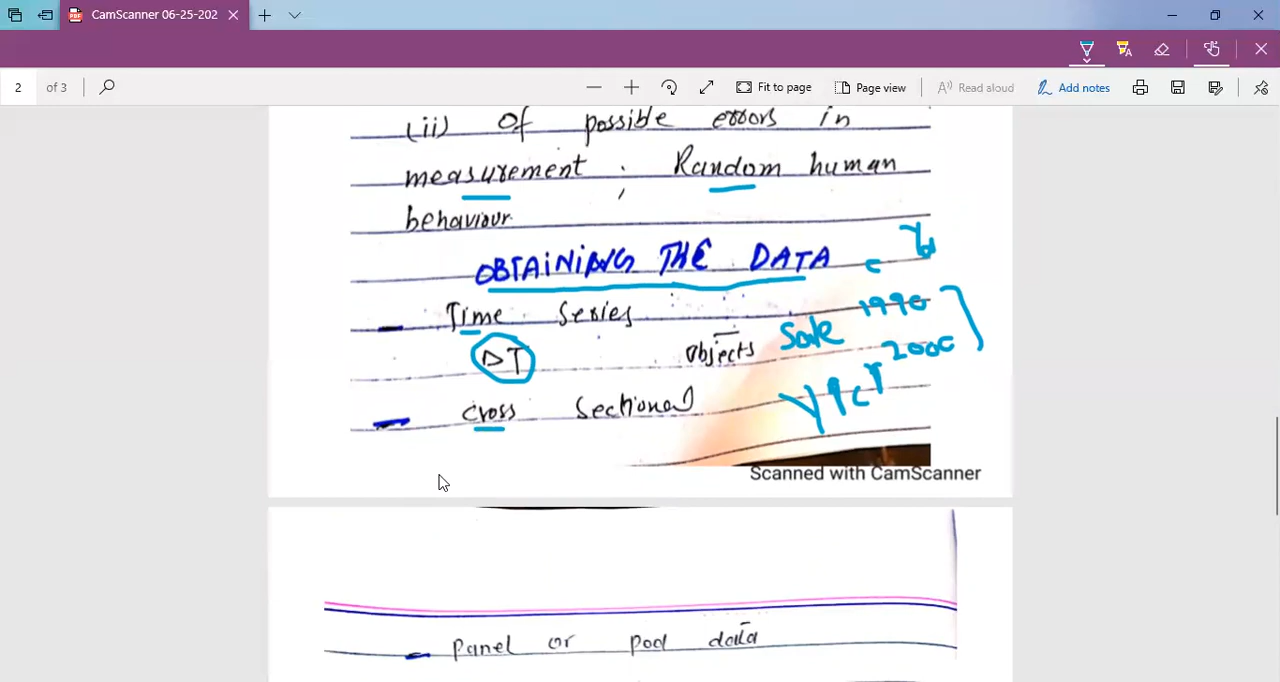 CamScanner 06-25-202
2 of 3 Fit to page Page view Read aloud Add notes
(ii) Of possible errors in
measurement ; Random human
behaviour.
OBTAINING THE DATA
- Time Series 1990
ΔT objects Sale 2000
- Cross Sectional
Scanned with CamScanner
- Panel or pool data